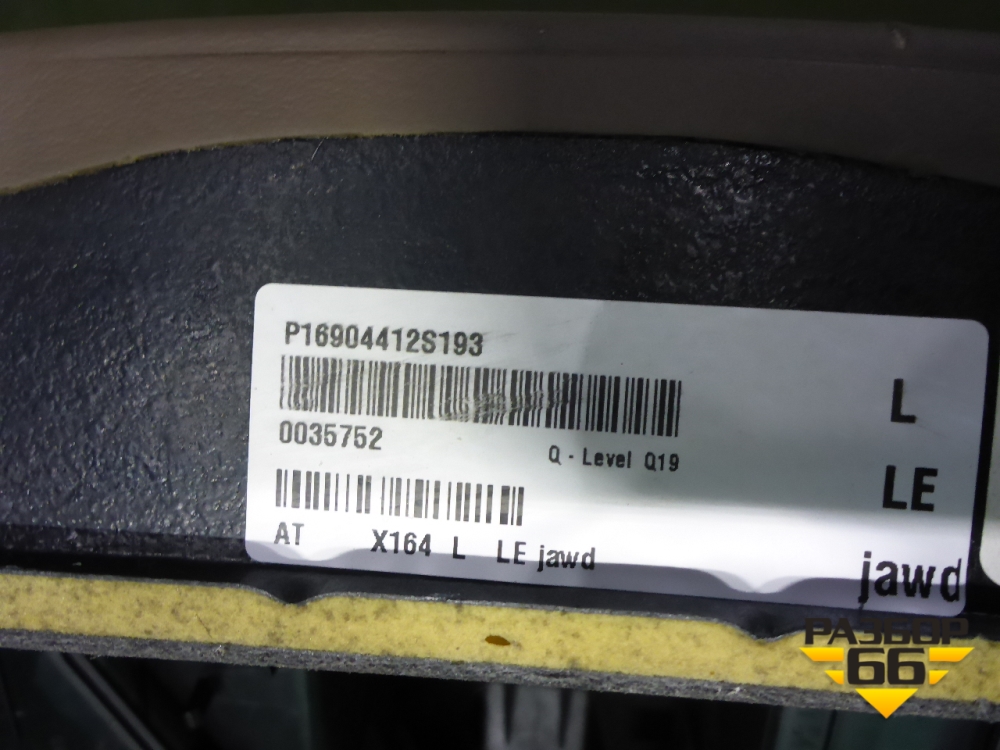 P16904412S193
0035752
Q - Level Q19
AT X164 L LE jawd
L
LE
jawd
РАЗБОР
66